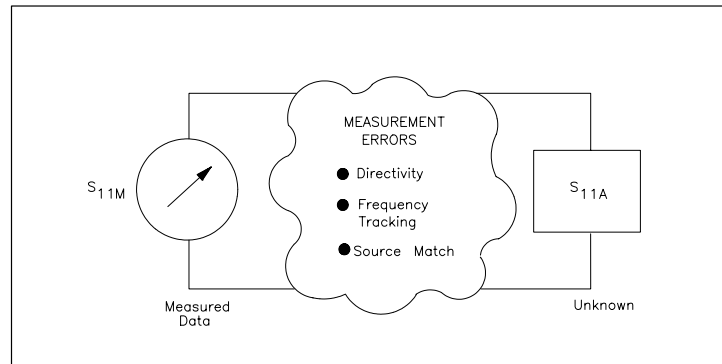 MEASUREMENT
ERRORS
S11M
Directivity
Frequency
Tracking
Source Match
S11A
Measured
Data
Unknown